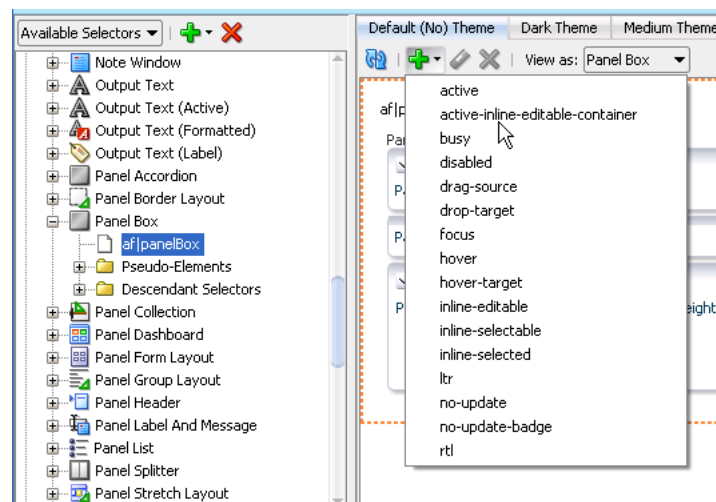 Available Selectors
Note Window
Output Text
Output Text (Active)
Output Text (Formatted)
Output Text (Label)
Panel Accordion
Panel Border Layout
Panel Box
af|panelBox
Pseudo-Elements
Descendant Selectors
Panel Collection
Panel Dashboard
Panel Form Layout
Panel Group Layout
Panel Header
Panel Label And Message
Panel List
Panel Splitter
Panel Stretch Layout
Default (No) Theme Dark Theme Medium Theme
View as: Panel Box
active
active-inline-editable-container
busy
disabled
drag-source
drop-target
focus
hover
hover-target
inline-editable
inline-selectable
inline-selected
ltr
no-update
no-update-badge
rtl